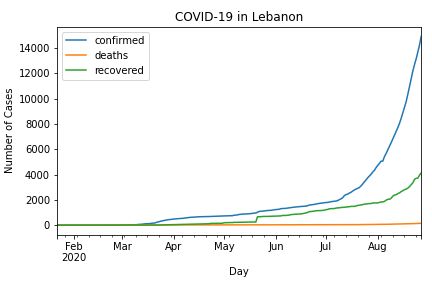 COVID-19 in Lebanon
confirmed
deaths
recovered
Number of Cases
14000
12000
10000
8000
6000
4000
2000
0
Feb Mar Apr May Jun Jul Aug
2020
Day